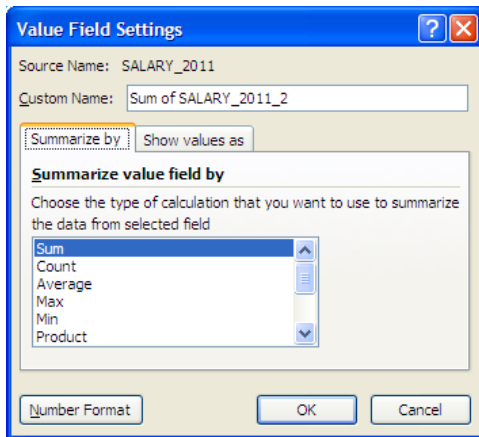 Value Field Settings
Source Name: SALARY_2011
Custom Name: Sum of SALARY_2011_2
Summarize by Show values as
Summarize value field by
Choose the type of calculation that you want to use to summarize
the data from selected field
Sum
Count
Average
Max
Min
Product
Number Format OK Cancel